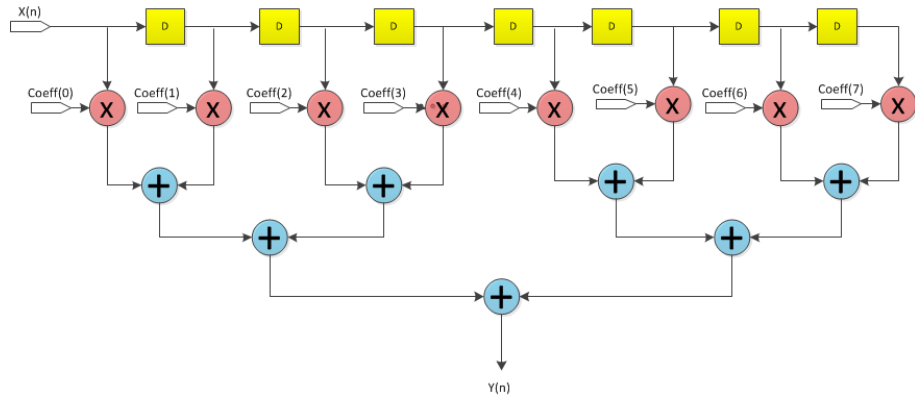 X(n)
D D D D D D D
Coeff(0) Coeff(1) Coeff(2) Coeff(3) Coeff(4) Coeff(5) Coeff(6) Coeff(7)
X X X X X X X X
+ + + +
+ +
+
Y(n)